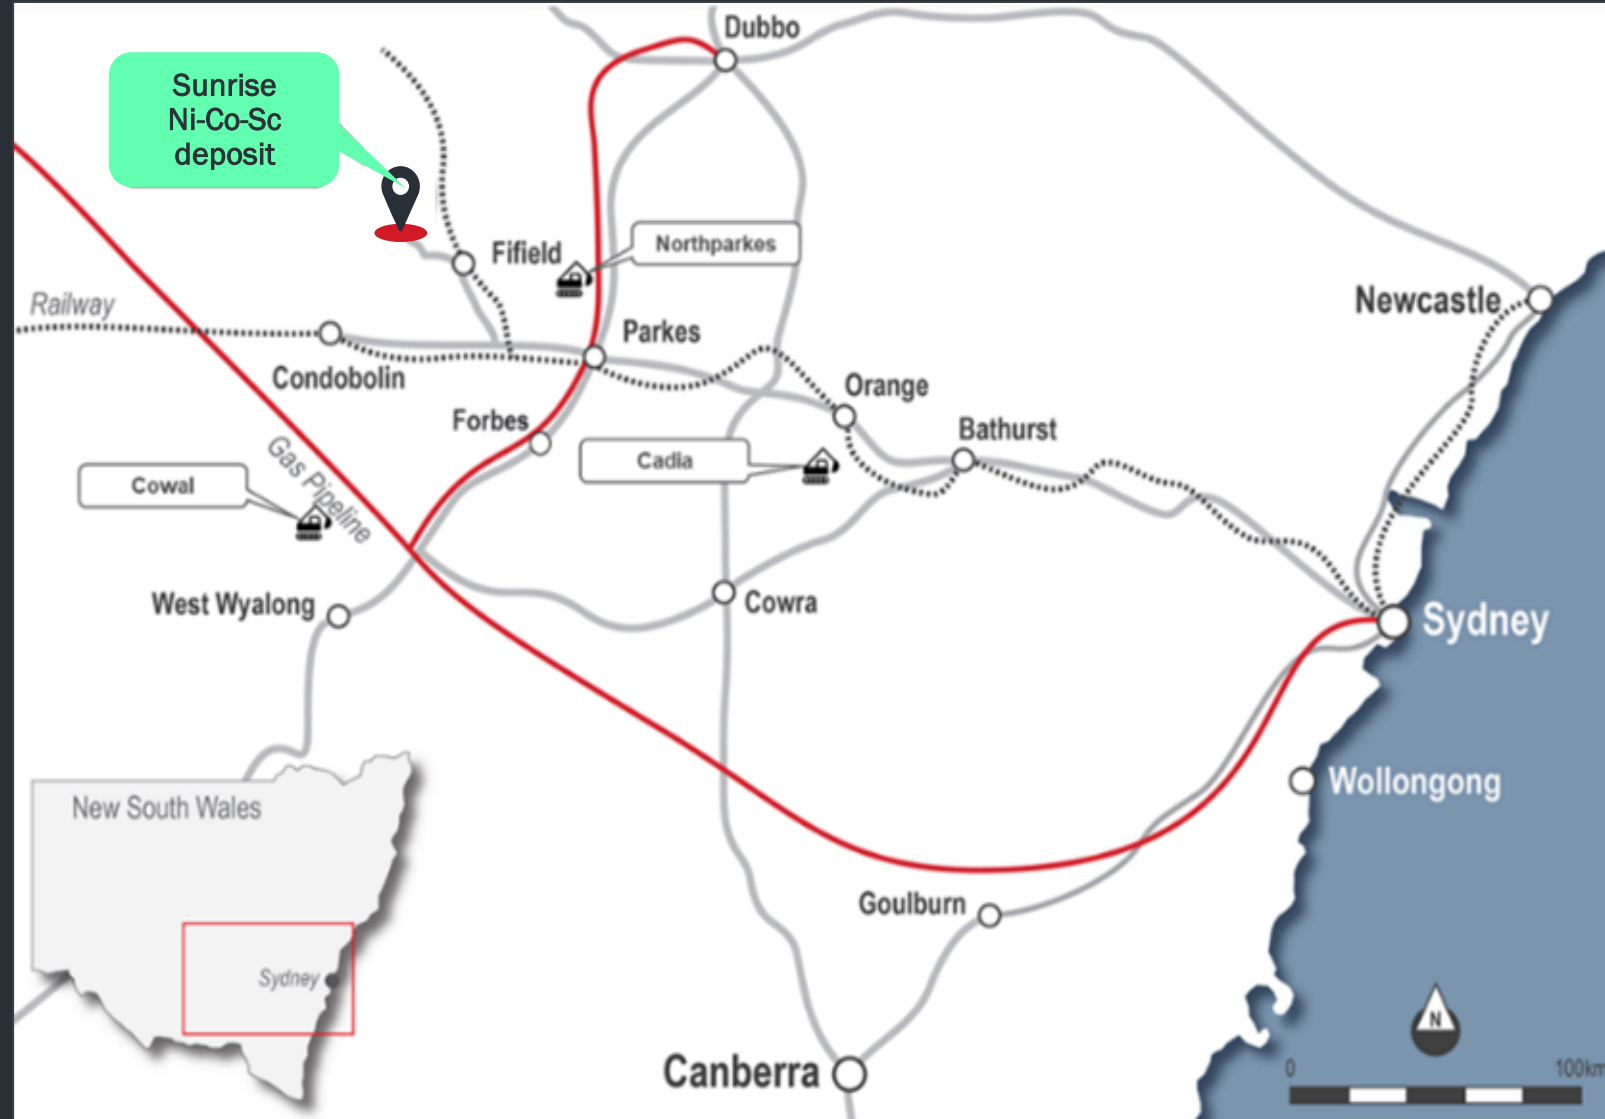 Dubbo
Sunrise
Ni-Co-Sc
deposit
Fifield
Northparkes
Railway
Newcastle
Parkes
Condobolin
Orange
Forbes
Bathurst
Cadia
Gas Pipeline
Cowal
West Wyalong
Cowra
Sydney
Wollongong
New South Wales
Goulburn
Sydney
N
Canberra
0
100km